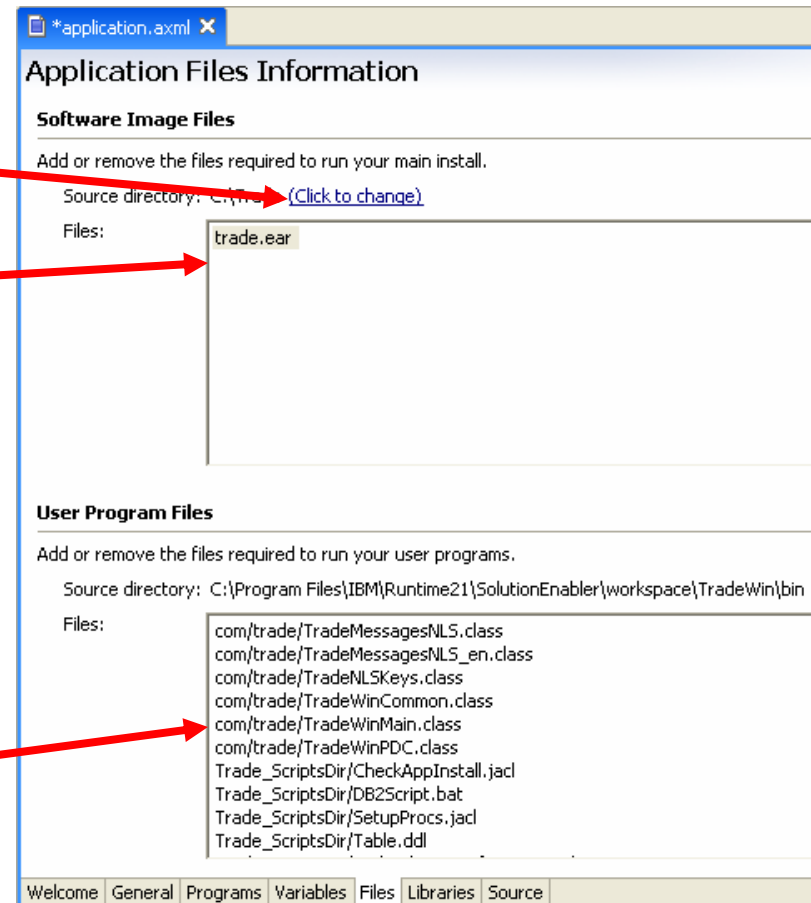 *application.axml
Application Files Information
Software Image Files
Add or remove the files required to run your main install.
Source directory: (Click to change)
Files:
trade.ear
User Program Files
Add or remove the files required to run your user programs.
Source directory: C:\Program Files\IBM\Runtime21\SolutionEnabler\workspace\TradeWin\bin
Files:
com/trade/TradeMessagesNLS.class
com/trade/TradeMessagesNLS_en.class
com/trade/TradeNLSKeys.class
com/trade/TradeWinCommon.class
com/trade/TradeWinMain.class
com/trade/TradeWinPDC.class
Trade_ScriptsDir/CheckAppInstall.jacl
Trade_ScriptsDir/DB2Script.bat
Trade_ScriptsDir/SetupProcs.jacl
Trade_ScriptsDir/Table.ddl
Welcome General Programs Variables Files Libraries Source